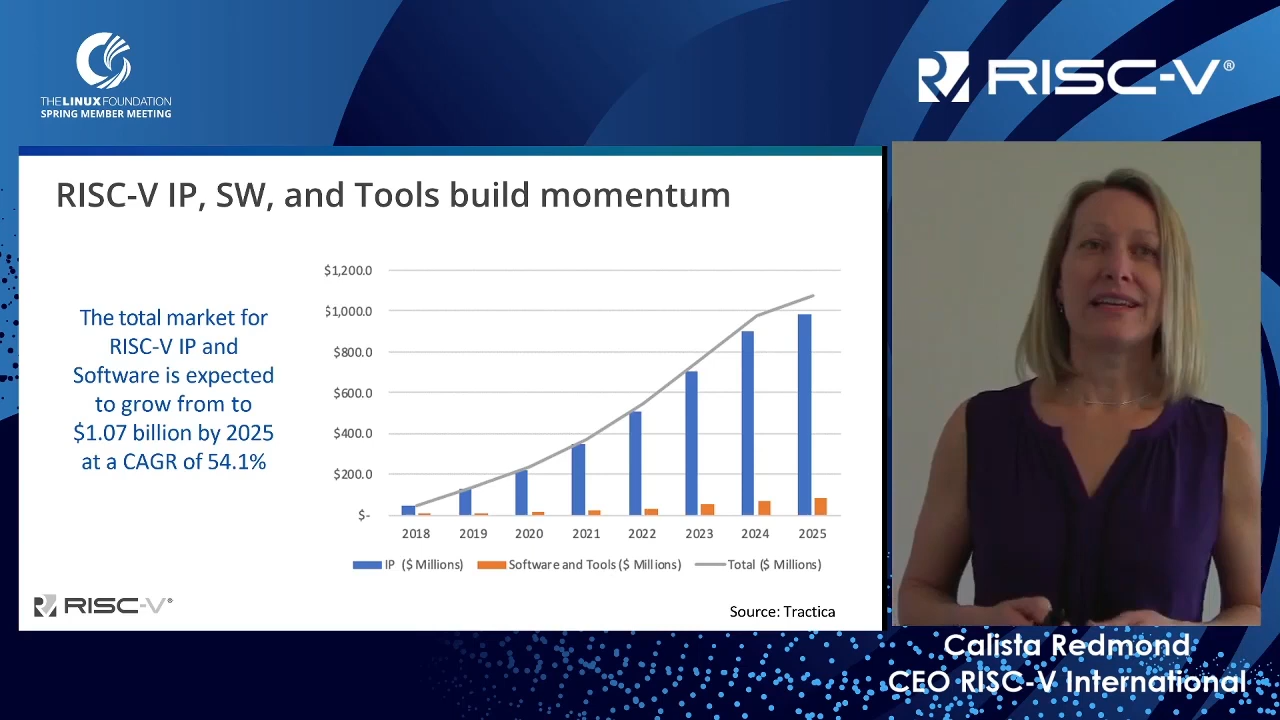 THE LINUX FOUNDATION
SPRING MEMBER MEETING
RISC-V®
RISC-V IP, SW, and Tools build momentum
The total market for
RISC-V IP and
Software is expected
to grow from to
$1.07 billion by 2025
at a CAGR of 54.1%
$1,200.0
$1,000.0
$800.0
$600.0
$400.0
$200.0
$-
2018 2019 2020 2021 2022 2023 2024 2025
IP ($ Millions) Software and Tools ($ Millions) Total ($ Millions)
RISC-V®
Source: Tractica
Calista Redmond
CEO RISC-V International